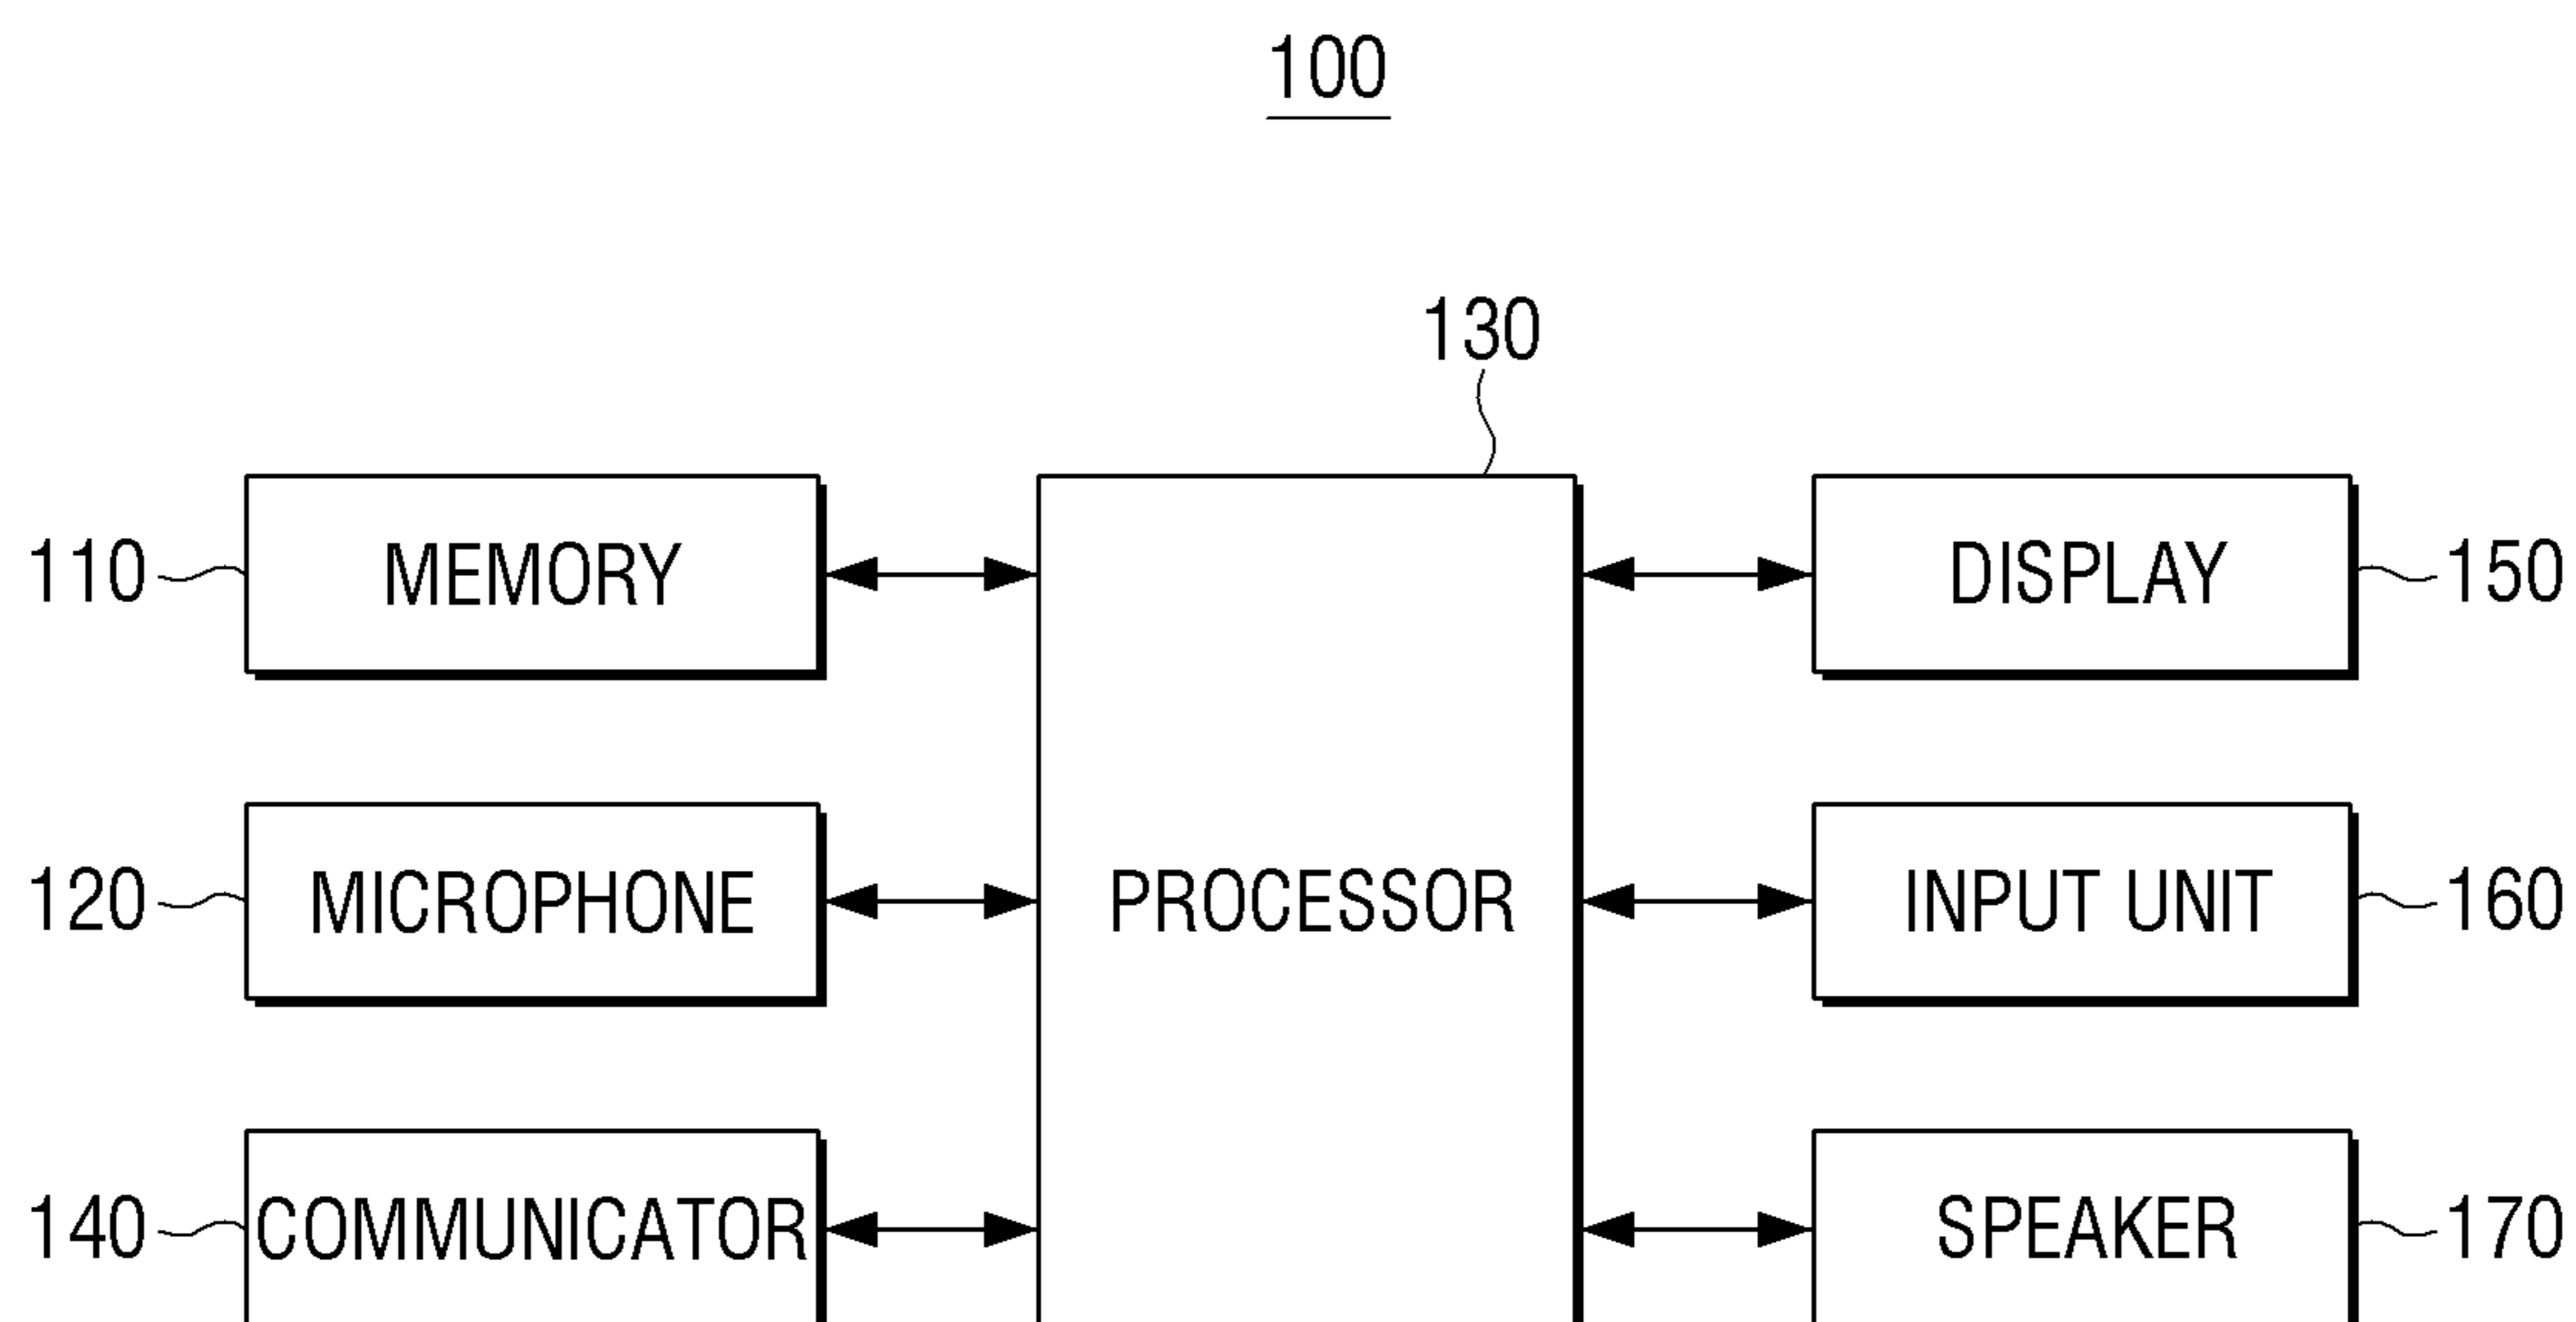 100
130
110 MEMORY DISPLAY 150
120 MICROPHONE PROCESSOR INPUT UNIT 160
140 COMMUNICATOR SPEAKER 170